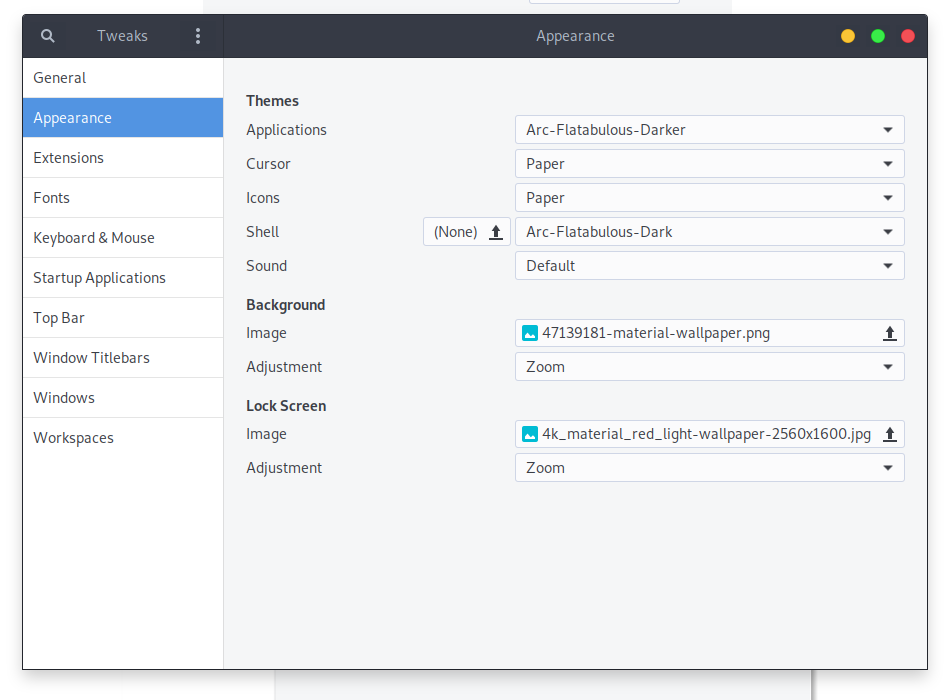 Tweaks
Appearance
General
Appearance
Extensions
Fonts
Keyboard & Mouse
Startup Applications
Top Bar
Window Titlebars
Windows
Workspaces
Themes
Applications Arc-Flatabulous-Darker
Cursor Paper
Icons Paper
Shell (None) Arc-Flatabulous-Dark
Sound Default
Background
Image 47139181-material-wallpaper.png
Adjustment Zoom
Lock Screen
Image 4k_material_red_light-wallpaper-2560x1600.jpg
Adjustment Zoom